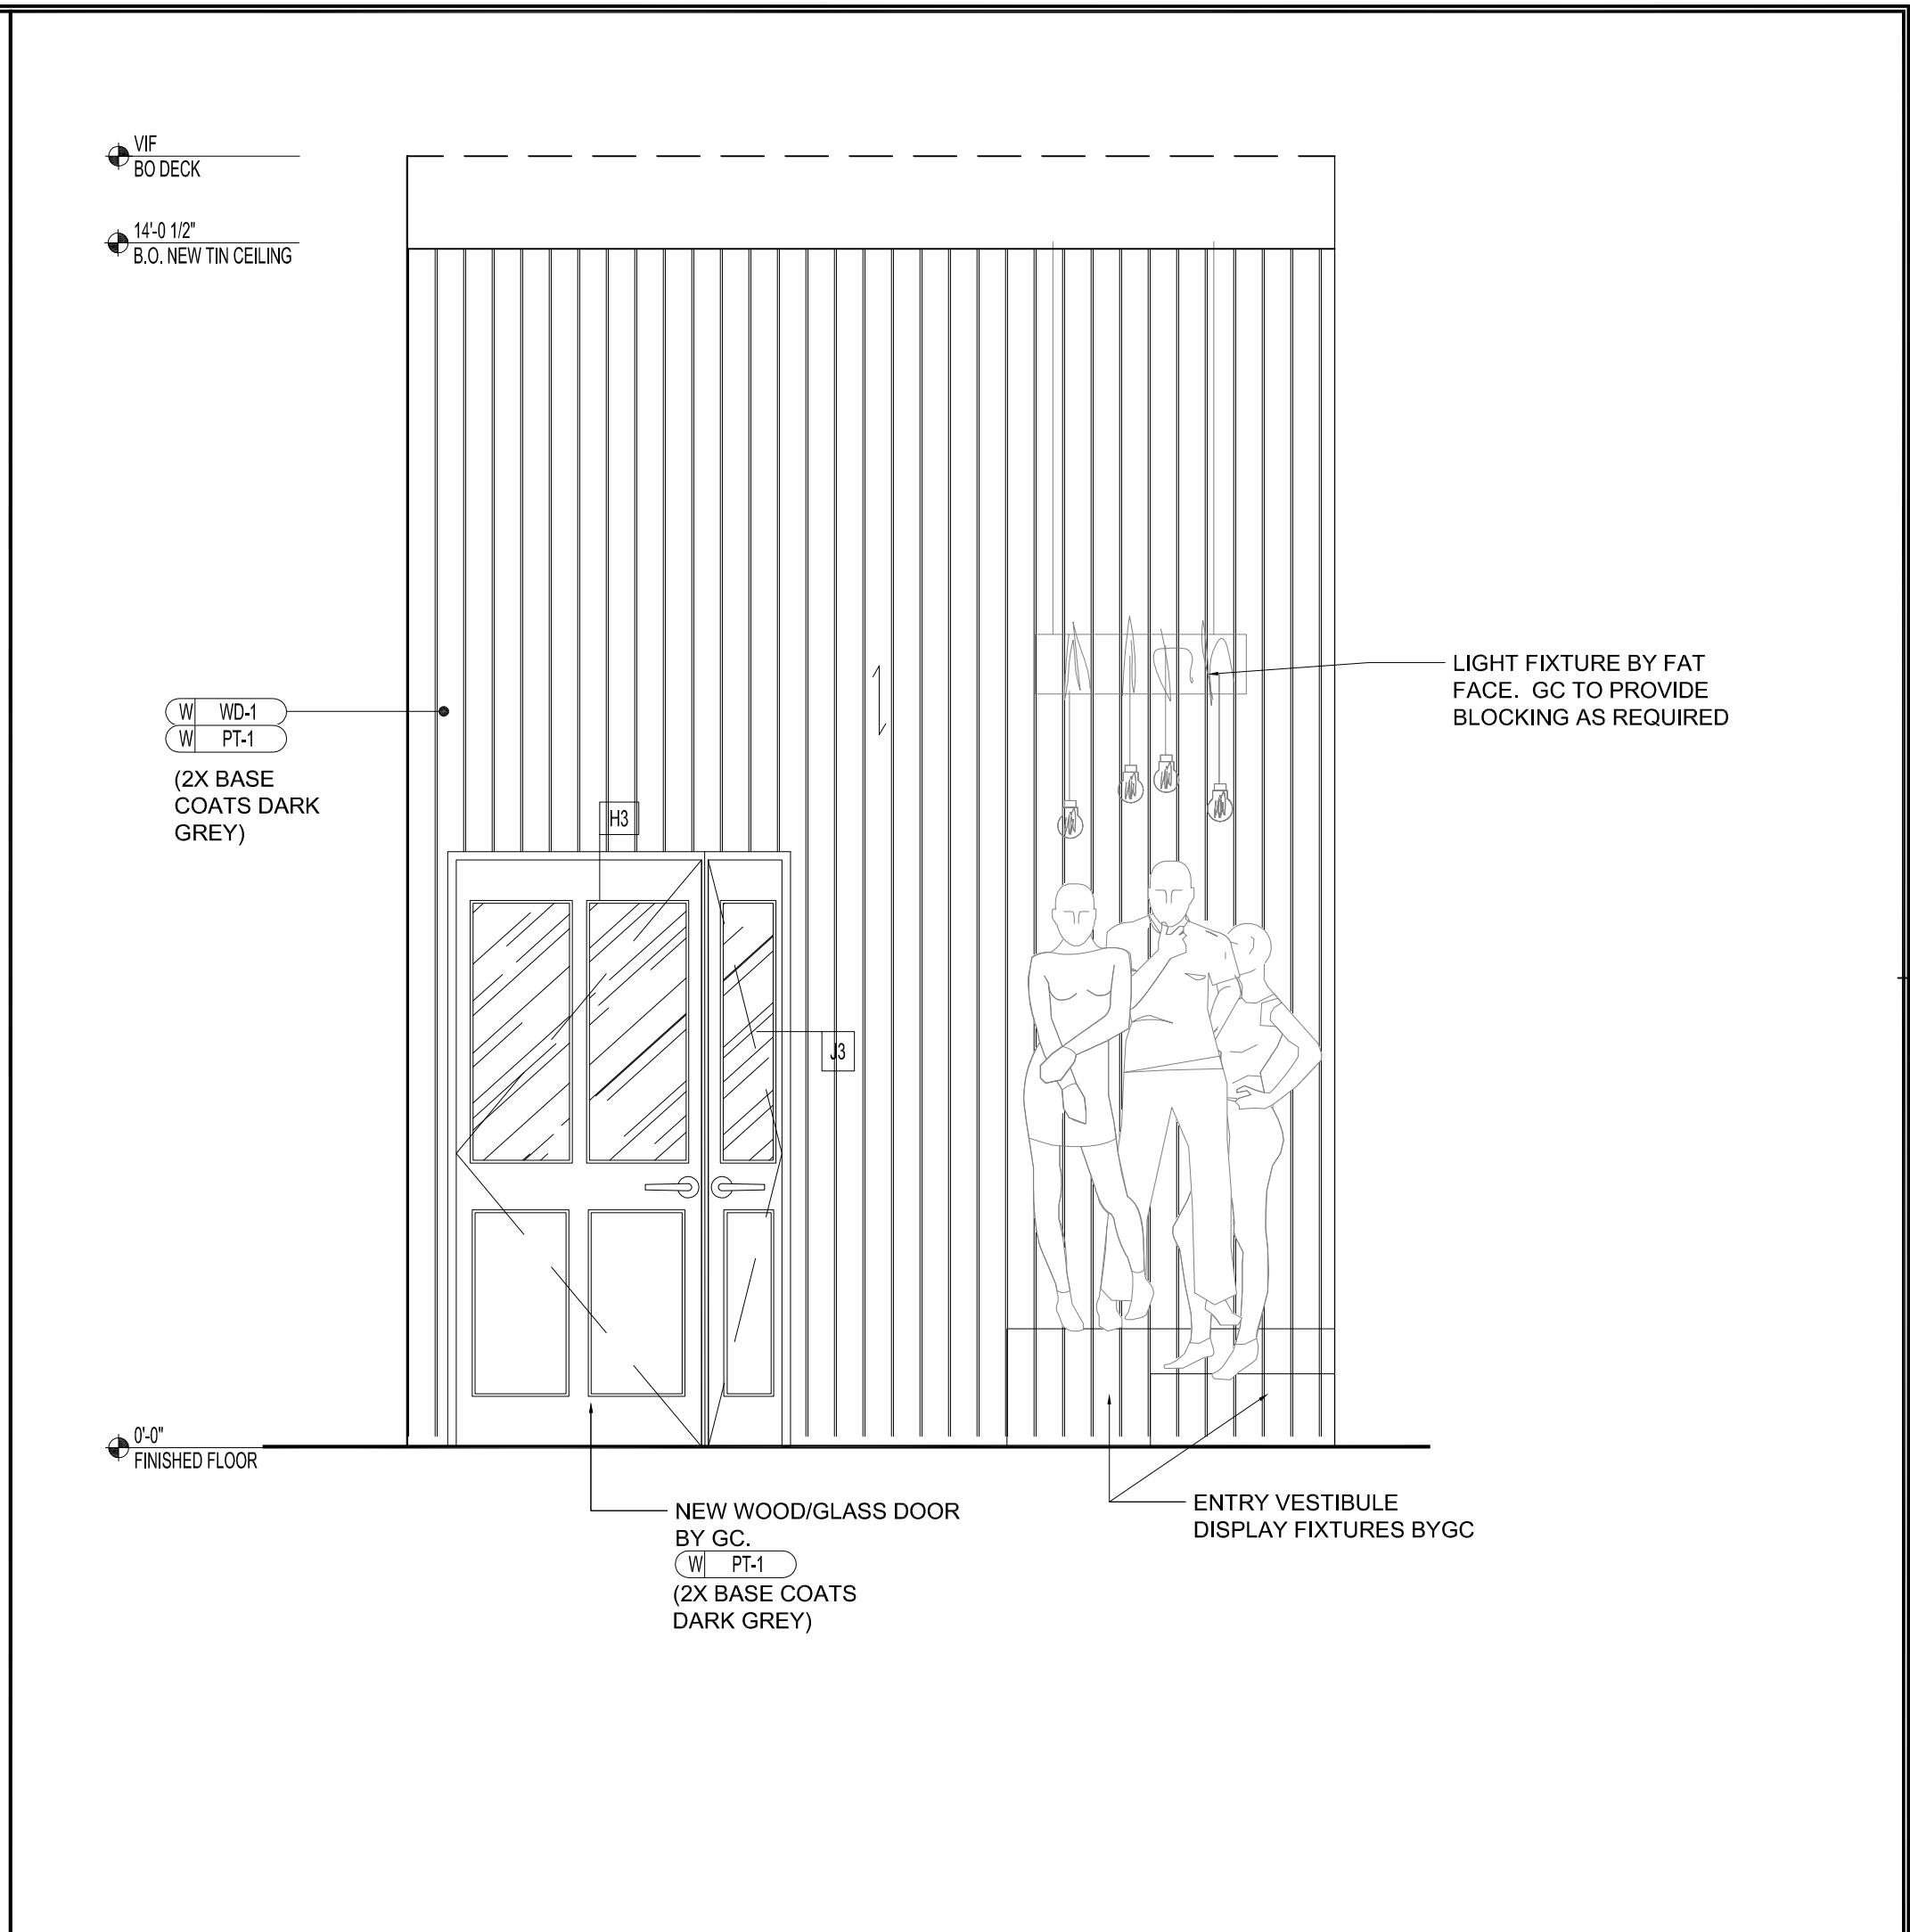 VIF
BO DECK
14'-0 1/2"
B.O. NEW TIN CEILING
LIGHT FIXTURE BY FAT
FACE.  GC TO PROVIDE
BLOCKING AS REQUIRED
W WD-1
W PT-1
(2X BASE
COATS DARK
GREY)
H3
J3
0'-0"
FINISHED FLOOR
NEW WOOD/GLASS DOOR
BY GC.
W PT-1
(2X BASE COATS
DARK GREY)
ENTRY VESTIBULE
DISPLAY FIXTURES BYGC